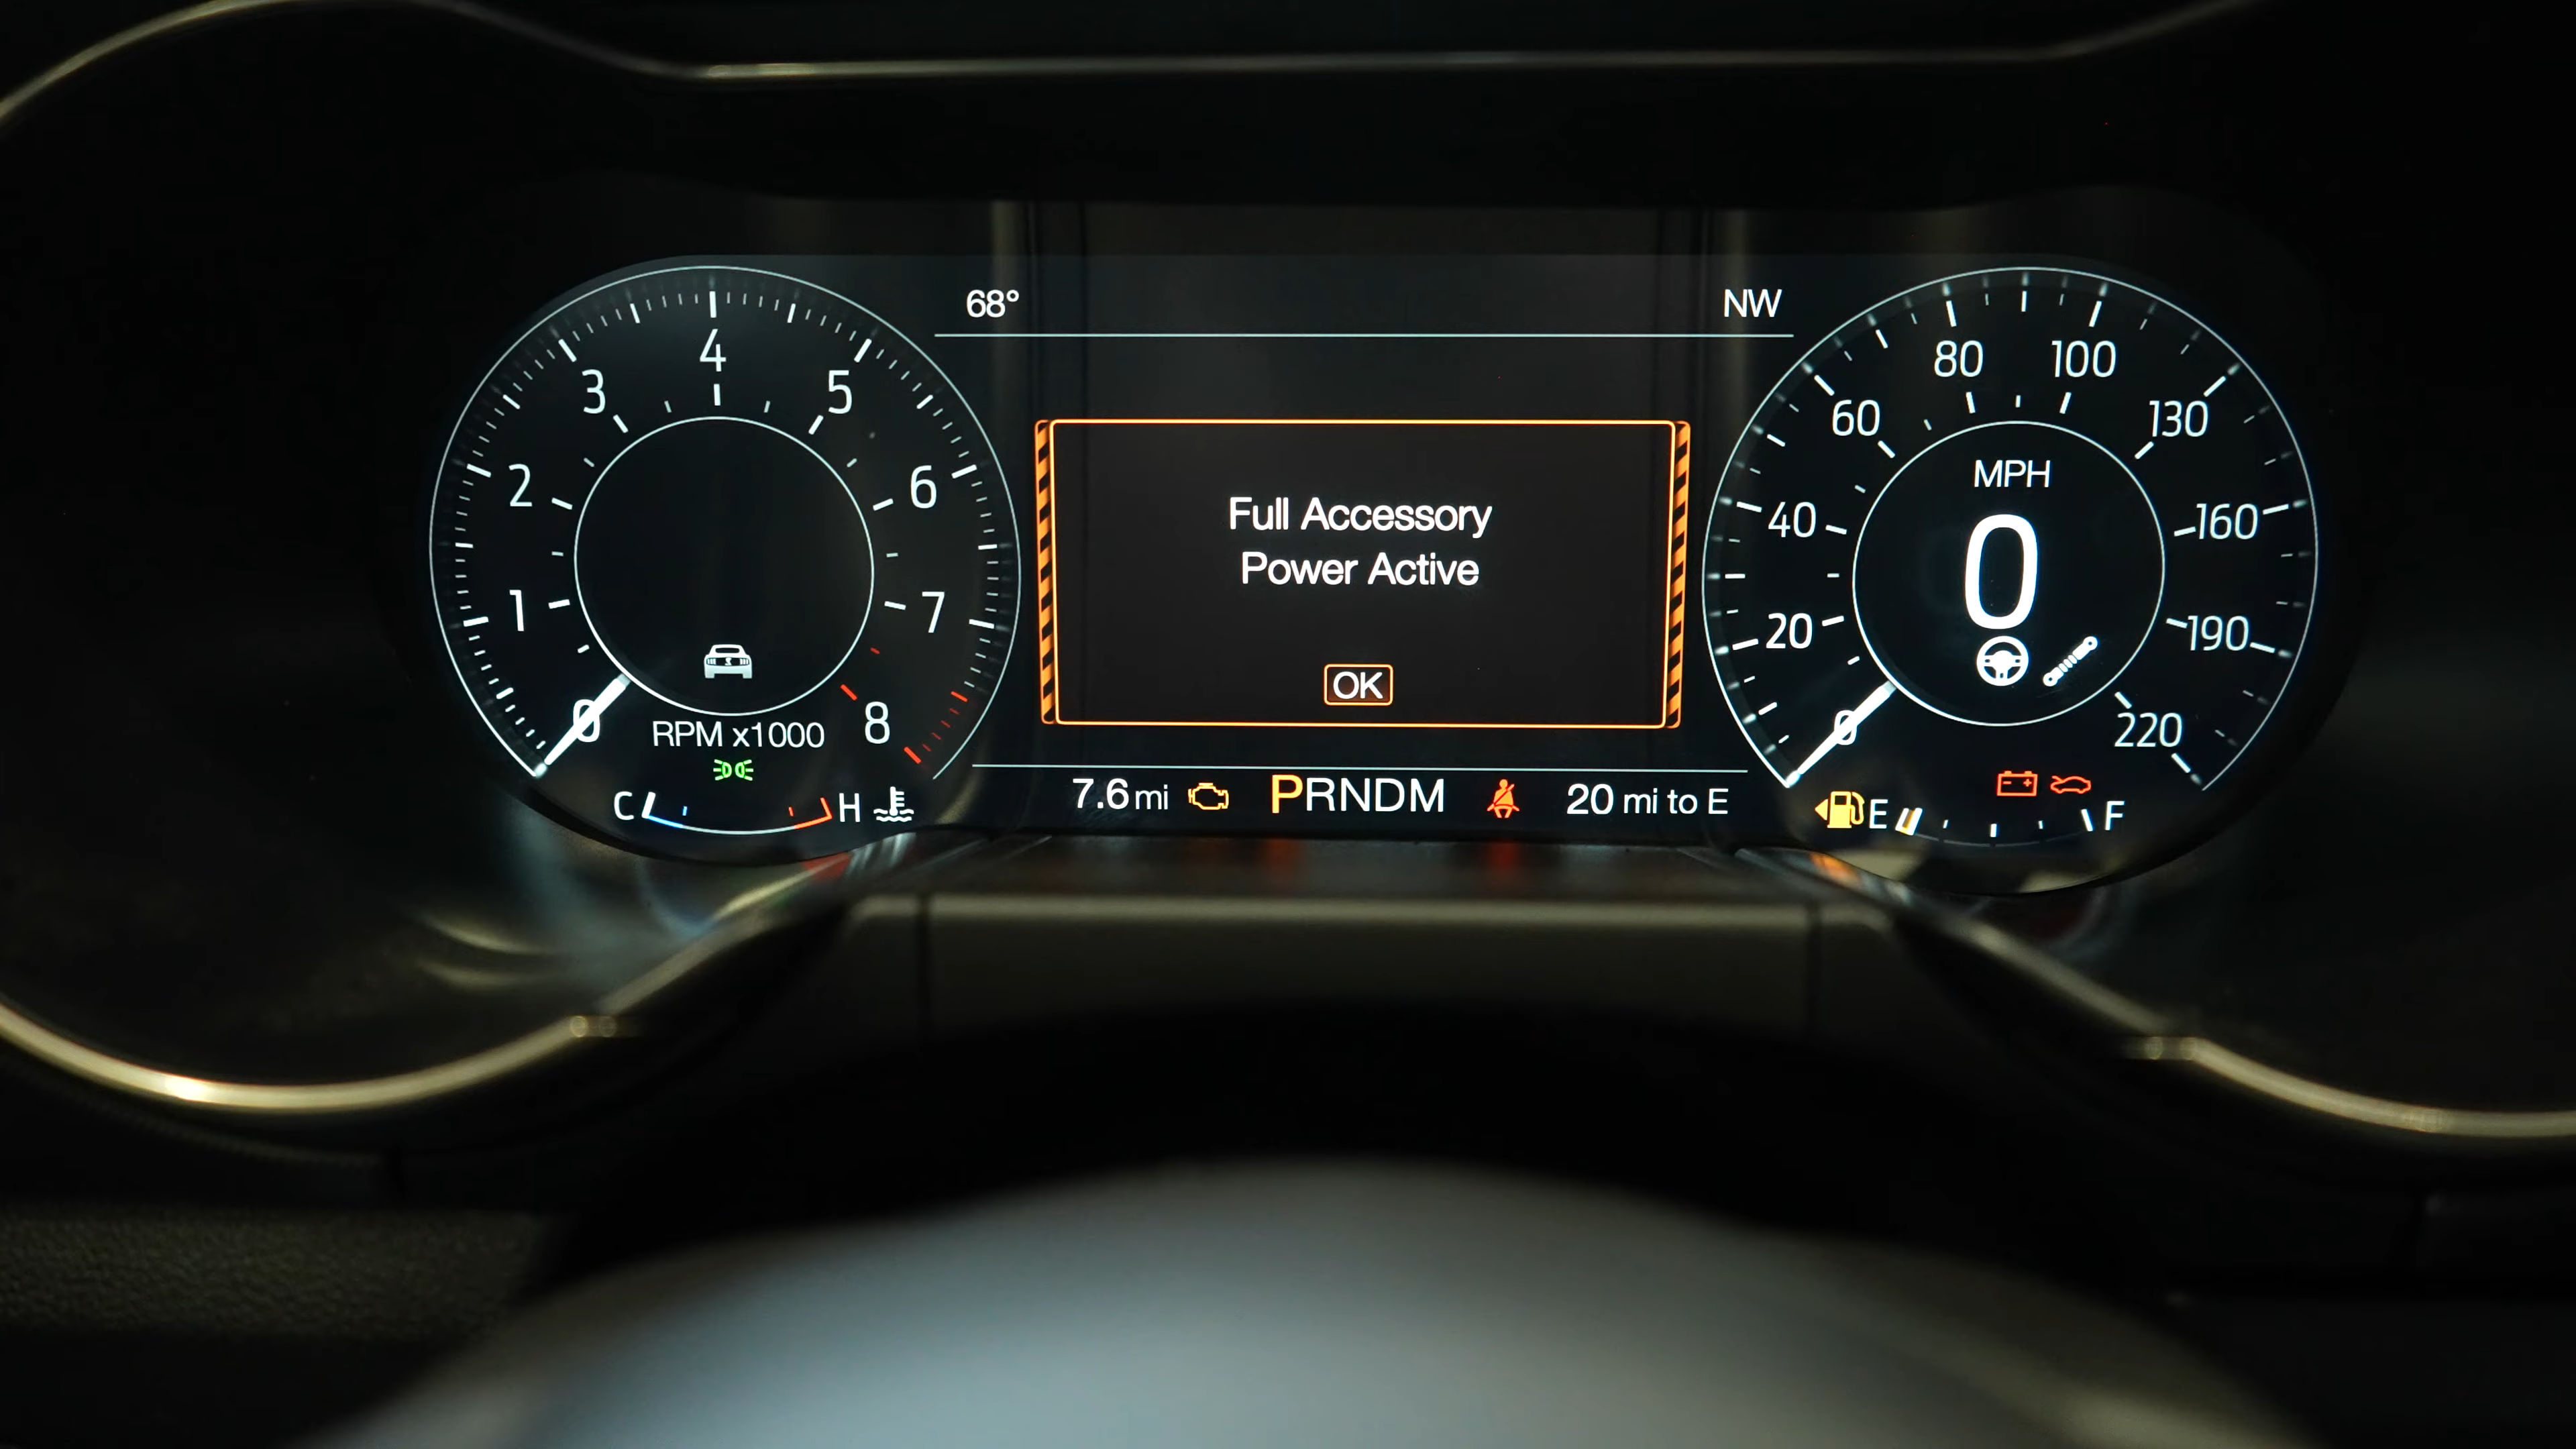 68°
NW
0
1
2
3
4
5
6
7
8
RPM x1000
C
H
Full Accessory
Power Active
OK
7.6 mi
PRNDM
20 mi to E
0
20
40
60
80
100
130
160
190
220
MPH
0
E
F